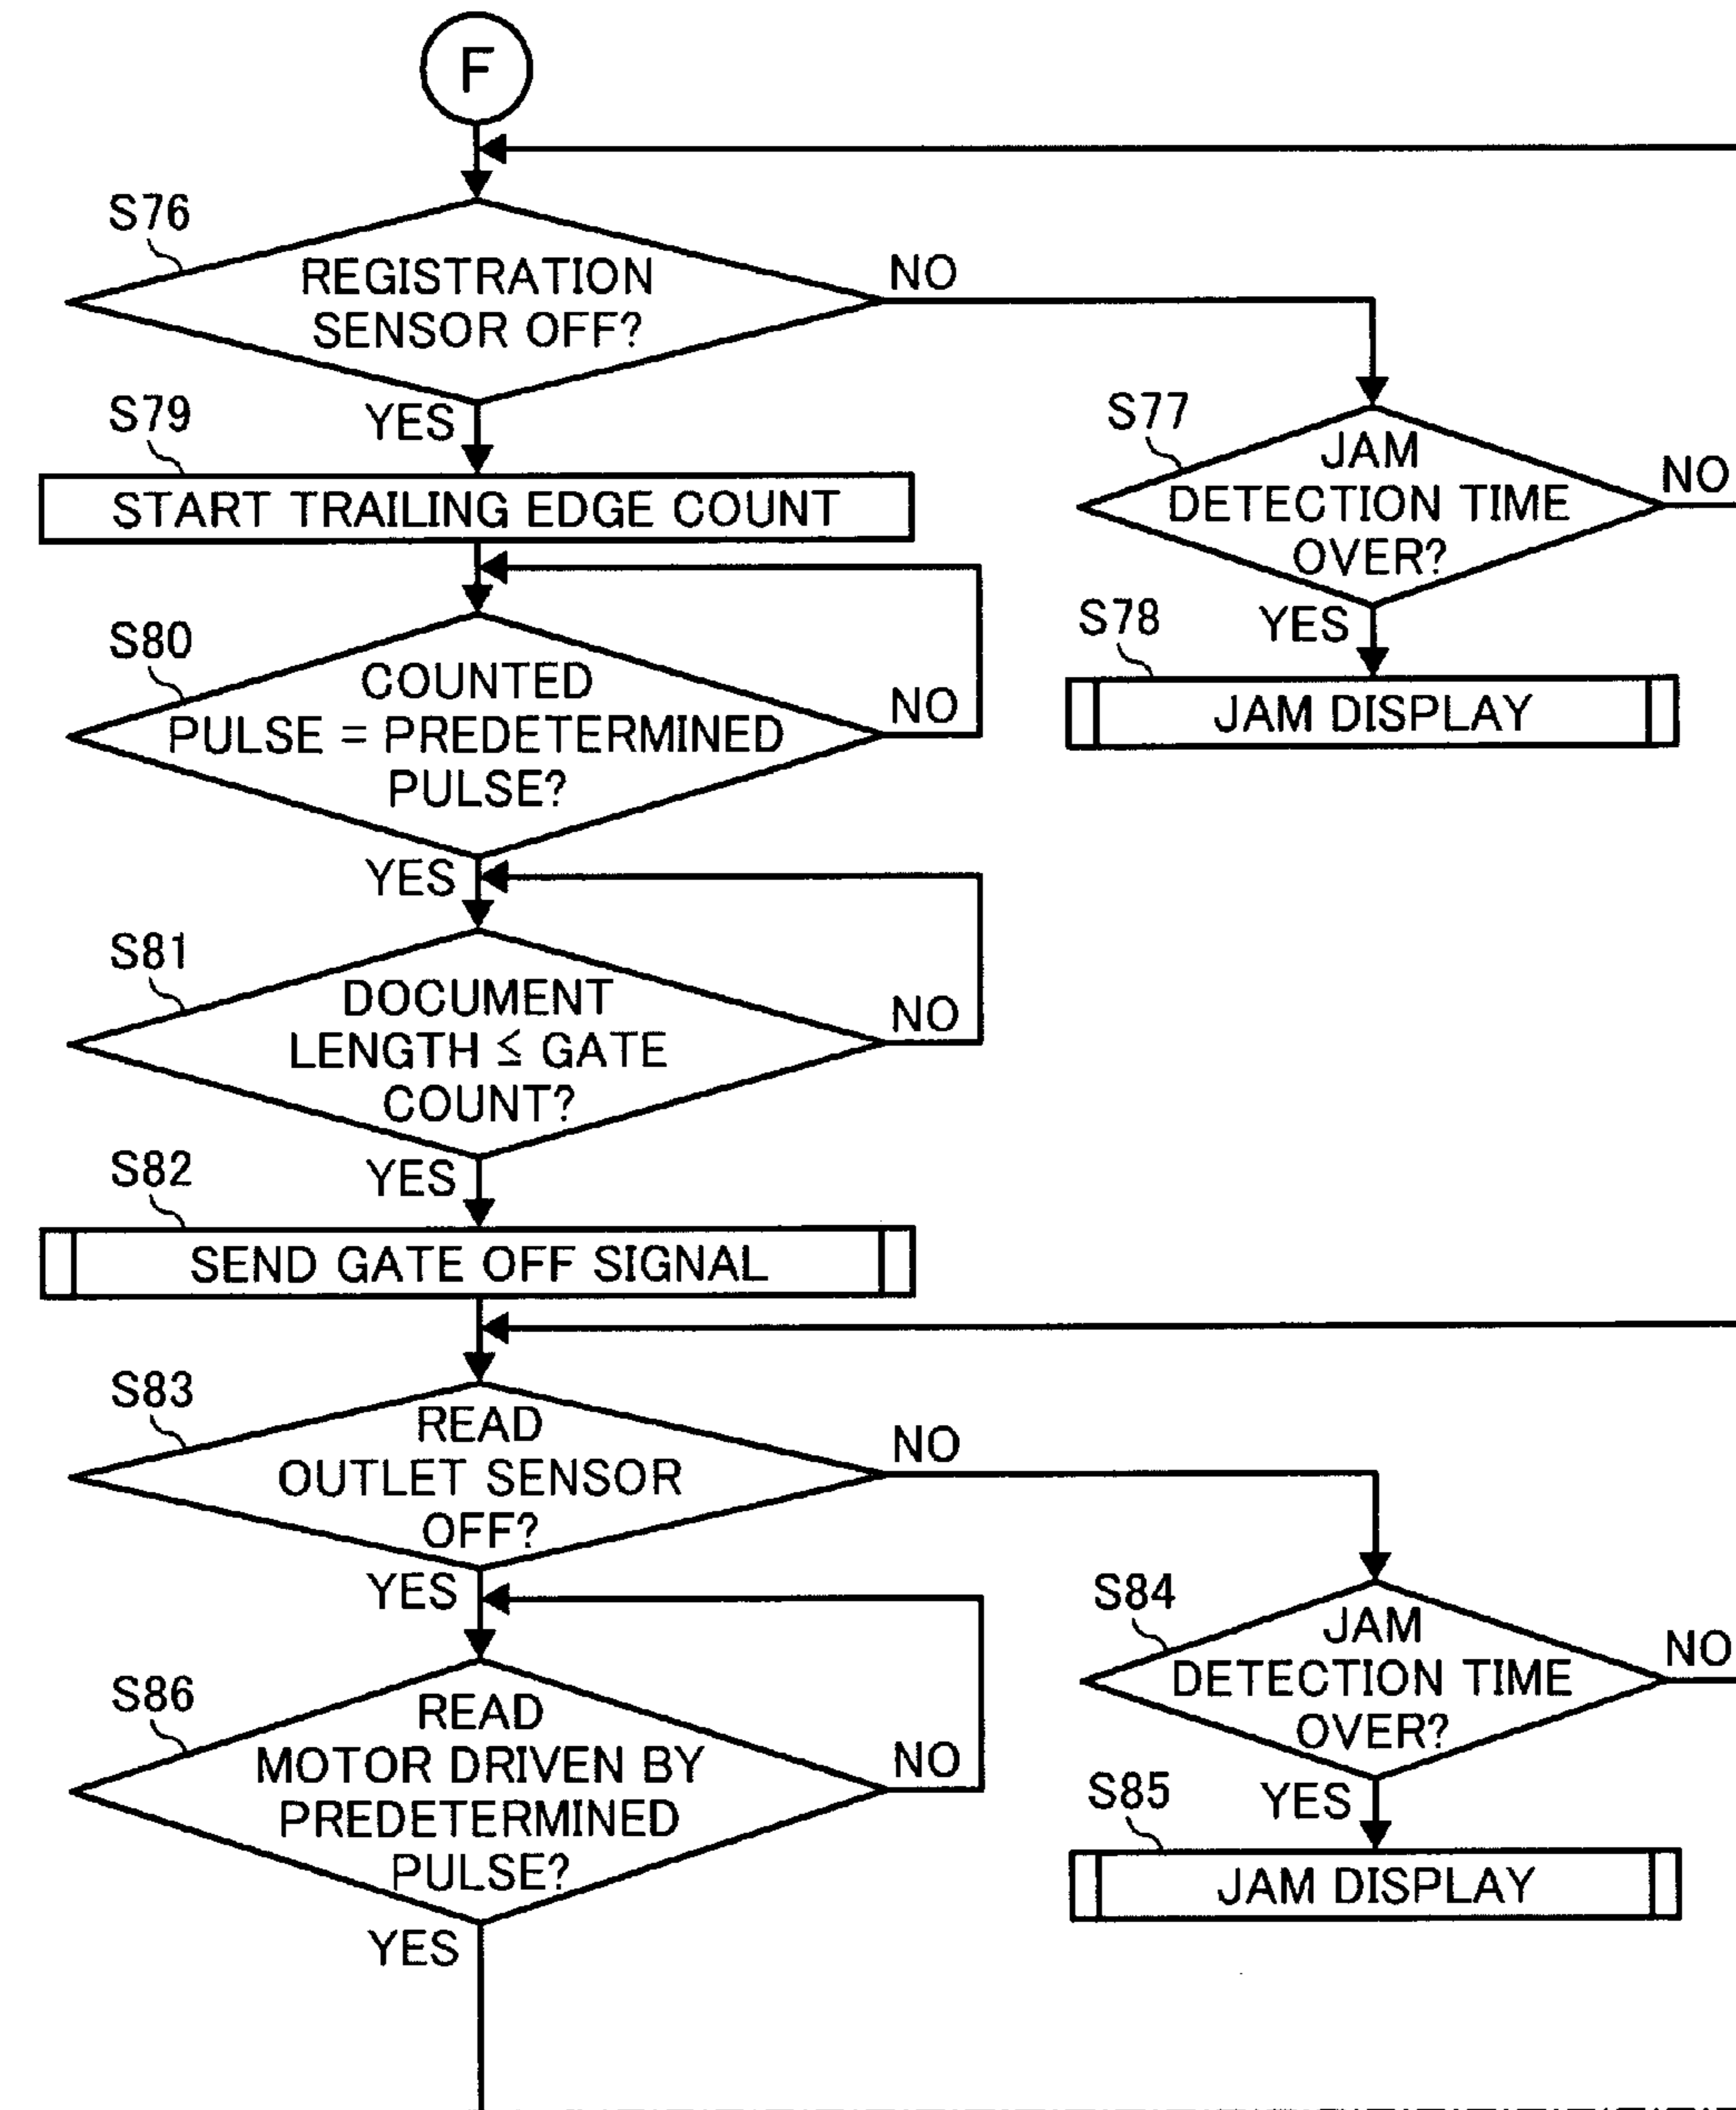 F
S76
REGISTRATION
SENSOR OFF?
NO
YES
S77
JAM
DETECTION TIME
OVER?
NO
YES
S78
JAM DISPLAY
S79
START TRAILING EDGE COUNT
S80
COUNTED
PULSE = PREDETERMINED
PULSE?
NO
YES
S81
DOCUMENT
LENGTH ≤ GATE
COUNT?
NO
YES
S82
SEND GATE OFF SIGNAL
S83
READ
OUTLET SENSOR
OFF?
NO
YES
S84
JAM
DETECTION TIME
OVER?
NO
YES
S85
JAM DISPLAY
S86
READ
MOTOR DRIVEN BY
PREDETERMINED
PULSE?
NO
YES